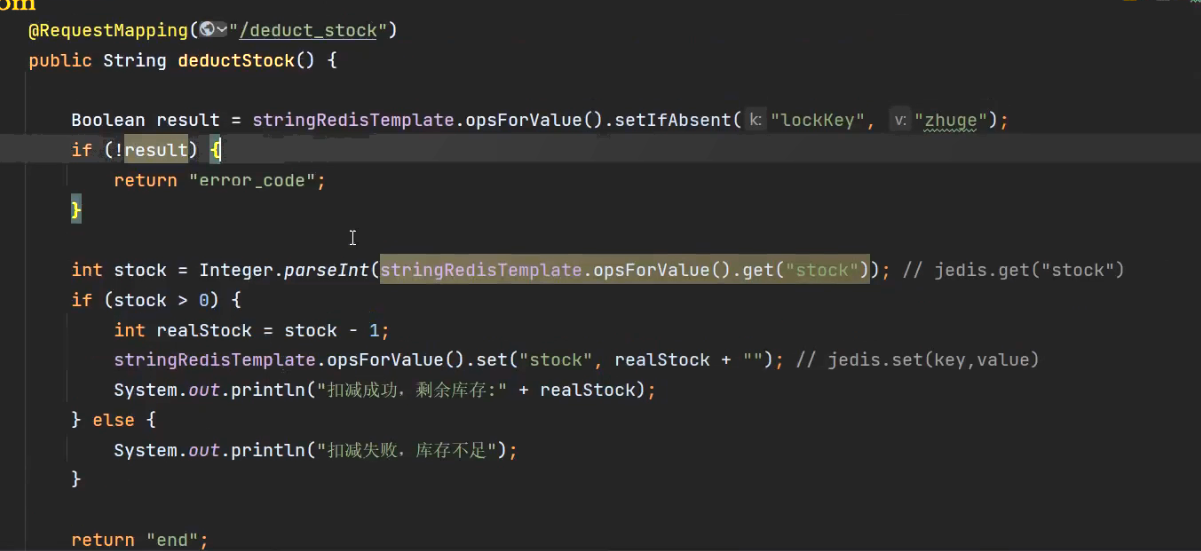 om
@RequestMapping("/deduct_stock")
public String deductStock() {
Boolean result = stringRedisTemplate.opsForValue().setIfAbsent( k: "lockKey", v: "zhuge");
if (!result) {
return "error_code";
}
int stock = Integer.parseInt(stringRedisTemplate.opsForValue().get("stock")); // jedis.get("stock")
if (stock > 0) {
int realStock = stock - 1;
stringRedisTemplate.opsForValue().set("stock", realStock + ""); // jedis.set(key,value)
System.out.println("扣减成功，剩余库存:" + realStock);
} else {
System.out.println("扣减失败，库存不足");
}
return "end";